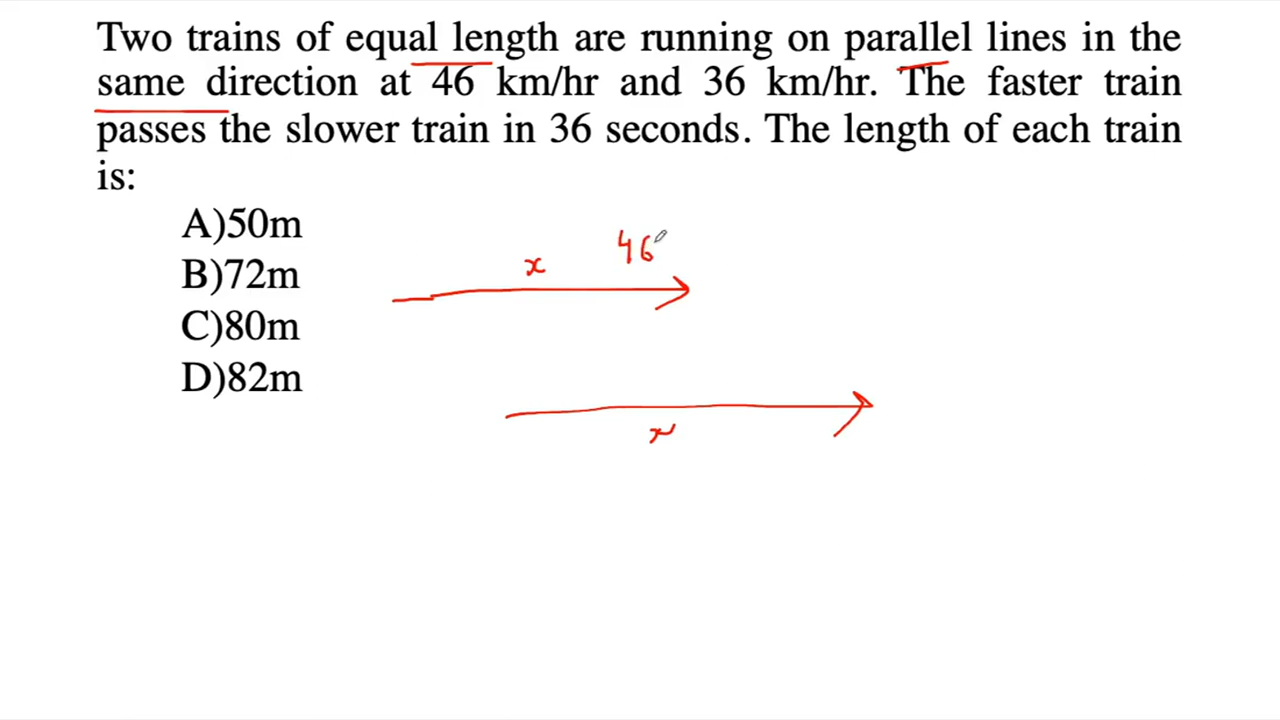 Two trains of equal length are running on parallel lines in the
same direction at 46 km/hr and 36 km/hr. The faster train
passes the slower train in 36 seconds. The length of each train
is:
A)50m
B)72m
C)80m
D)82m
x 46
x